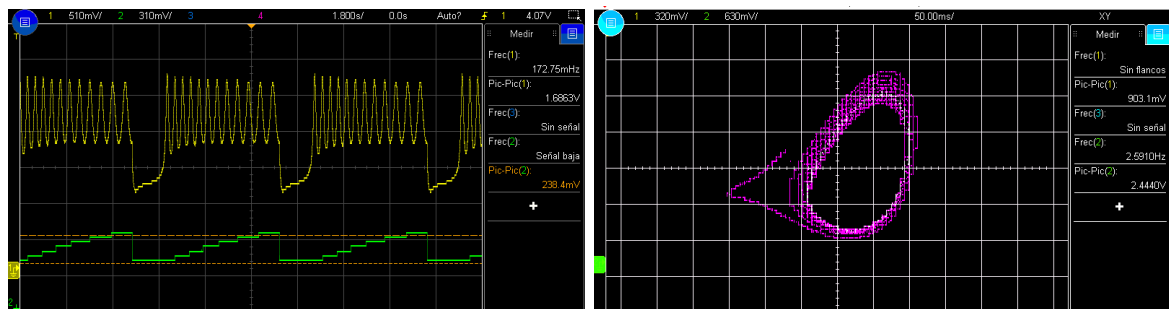 1 510mV/ 2 310mV/ 3 4 1.800s/ 0.0s Auto? 1 4.07V
Medir
Frec(1):
172.75mHz
Pic-Pic(1):
1.6863V
Frec(3):
Sin señal
Frec(2):
Señal baja
Pic-Pic(2):
238.4mV
T
1
2
1 320mV/ 2 630mV/ 50.00ms/ XY
Medir
Frec(1):
Sin flancos
Pic-Pic(1):
903.1mV
Frec(3):
Sin señal
Frec(2):
2.5910Hz
Pic-Pic(2):
2.4440V